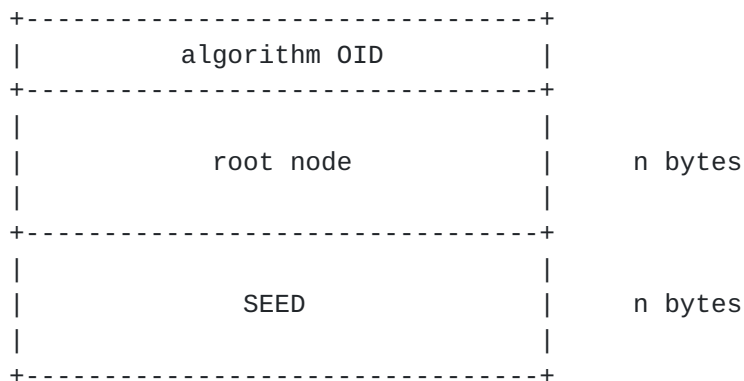 +---------------------------------+
|          algorithm OID          |
+---------------------------------+
|                                 |
|            root node            |     n bytes
|                                 |
+---------------------------------+
|                                 |
|              SEED               |     n bytes
|                                 |
+---------------------------------+